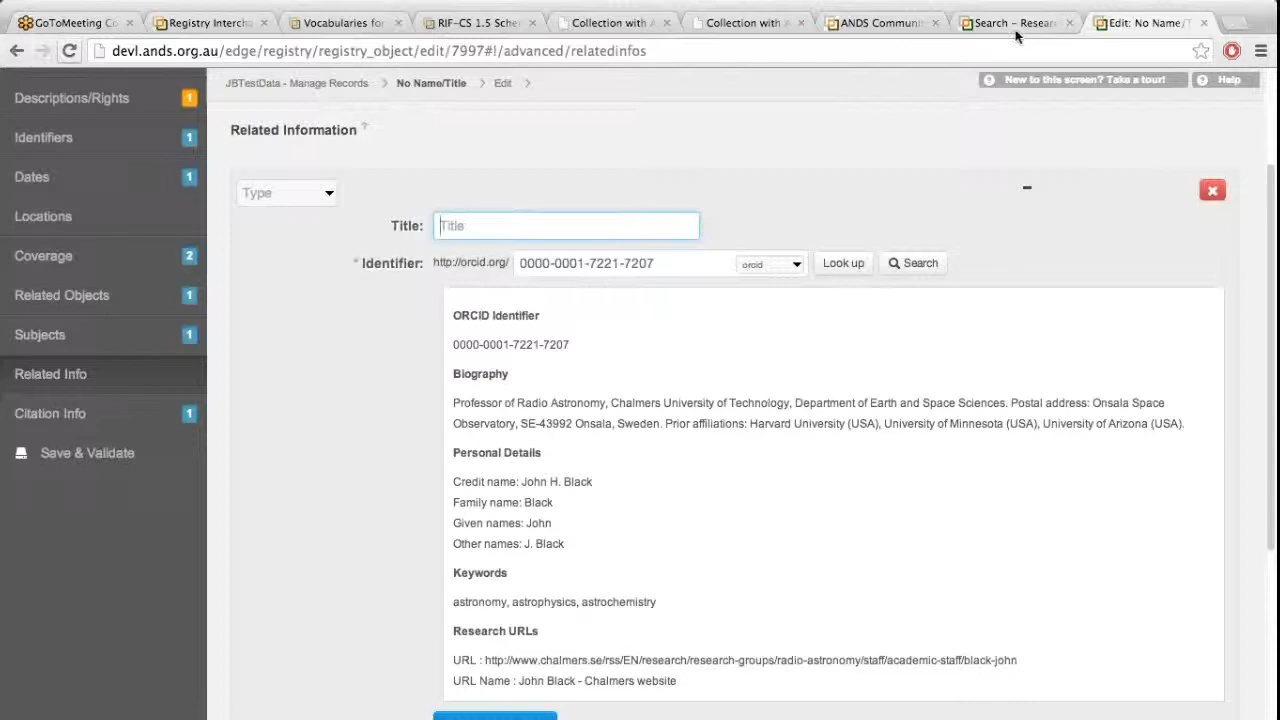 GoToMeeting Co
Registry Interch
Vocabularies for
RIF-CS 1.5 Sche
Collection with
Collection with
ANDS Commun
Search – Resear
Edit: No Name/T
devl.ands.org.au/edge/registry/registry_object/edit/7997#!/advanced/relatedinfos
JBTestData - Manage Records
No Name/Title
Edit
New to this screen? Take a tour!
Help
Descriptions/Rights 1
Identifiers 1
Dates 1
Locations
Coverage 2
Related Objects 1
Subjects 1
Related Info
Citation Info 1
Save & Validate
Related Information ?
Type
Title: Title
* Identifier: http://orcid.org/ 0000-0001-7221-7207 orcid Look up Search
ORCID Identifier
0000-0001-7221-7207
Biography
Professor of Radio Astronomy, Chalmers University of Technology, Department of Earth and Space Sciences. Postal address: Onsala Space
Observatory, SE-43992 Onsala, Sweden. Prior affiliations: Harvard University (USA), University of Minnesota (USA), University of Arizona (USA).
Personal Details
Credit name: John H. Black
Family name: Black
Given names: John
Other names: J. Black
Keywords
astronomy, astrophysics, astrochemistry
Research URLs
URL : http://www.chalmers.se/rss/EN/research/research-groups/radio-astronomy/staff/academic-staff/black-john
URL Name : John Black - Chalmers website